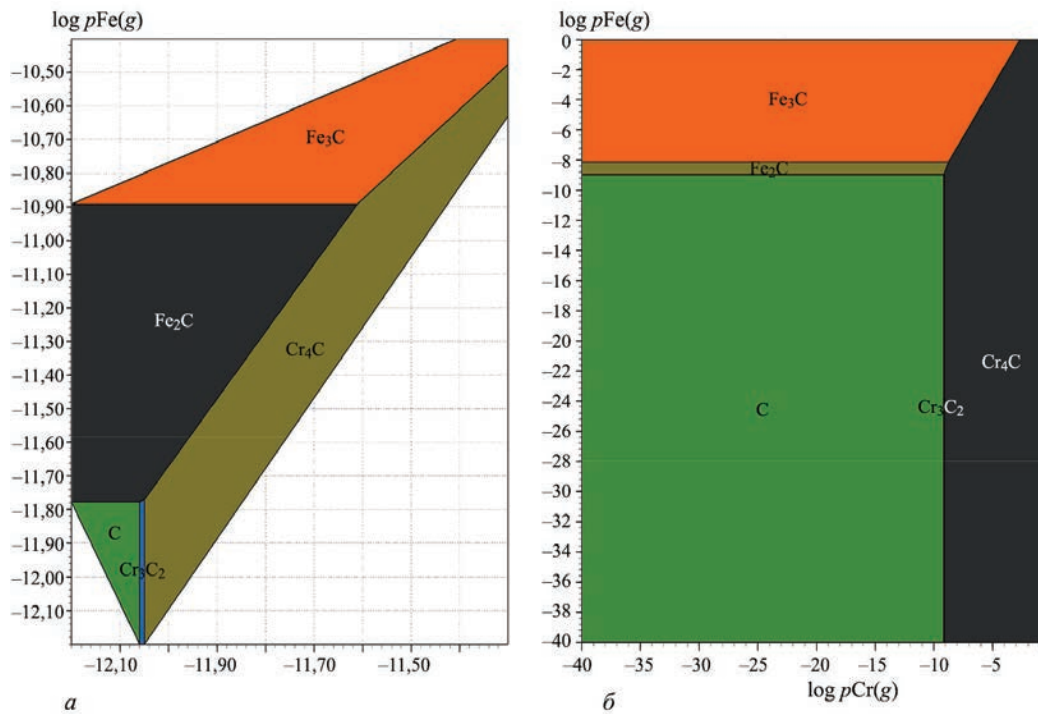 log pFe(g)
–10,50
–10,60
–10,70
–10,80
–10,90
–11,00
–11,10
–11,20
–11,30
–11,40
–11,50
–11,60
–11,70
–11,80
–11,90
–12,00
–12,10
Fe₃C
Fe₂C
Cr₄C
C
Cr₃C₂
–12,10 –11,90 –11,70 –11,50
а
log pFe(g)
0
–2
–4
–6
–8
–10
–12
–14
–16
–18
–20
–22
–24
–26
–28
–30
–32
–34
–36
–38
–40
Fe₃C
Fe₂C
Cr₄C
C
Cr₃C₂
–40 –35 –30 –25 –20 –15 –10 –5
log pCr(g)
б